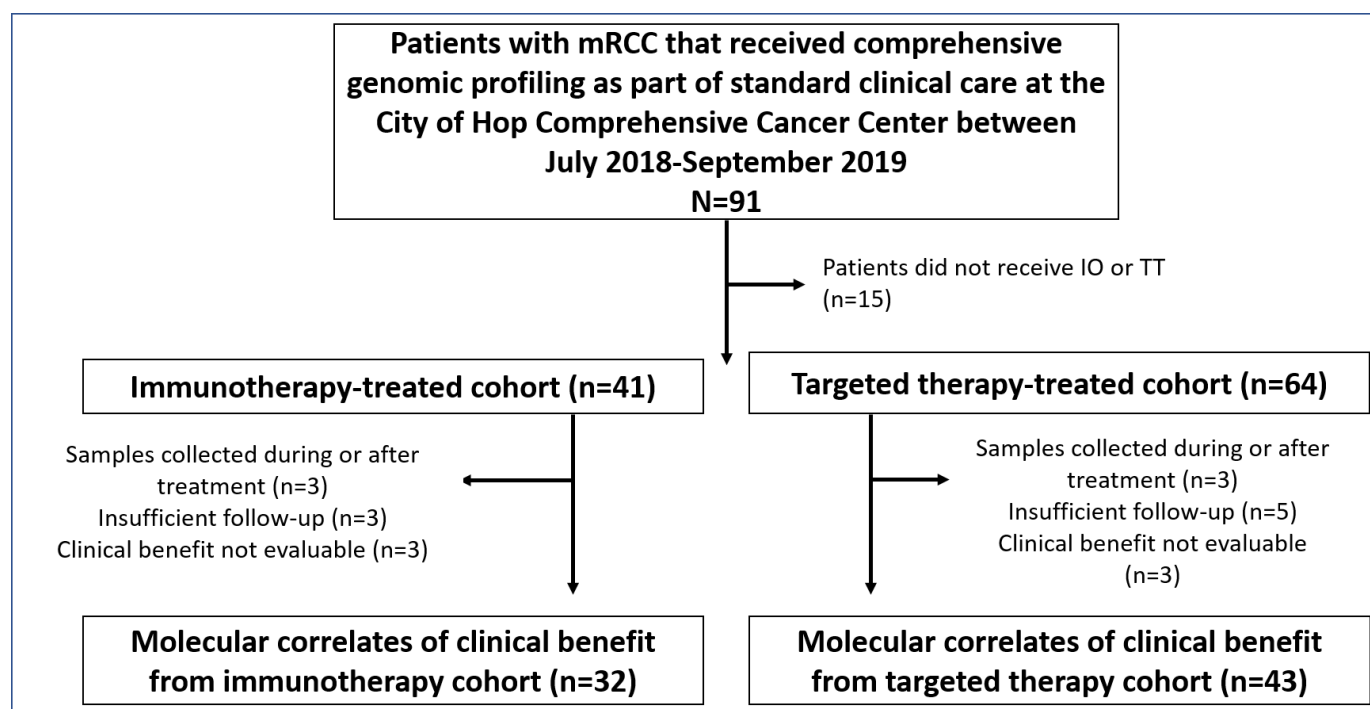 Patients with mRCC that received comprehensive
genomic profiling as part of standard clinical care at the
City of Hop Comprehensive Cancer Center between
July 2018-September 2019
N=91
Patients did not receive IO or TT
(n=15)
Immunotherapy-treated cohort (n=41)
Targeted therapy-treated cohort (n=64)
Samples collected during or after
treatment (n=3)
Insufficient follow-up (n=3)
Clinical benefit not evaluable (n=3)
Samples collected during or after
treatment (n=3)
Insufficient follow-up (n=5)
Clinical benefit not evaluable
(n=3)
Molecular correlates of clinical benefit
from immunotherapy cohort (n=32)
Molecular correlates of clinical benefit
from targeted therapy cohort (n=43)